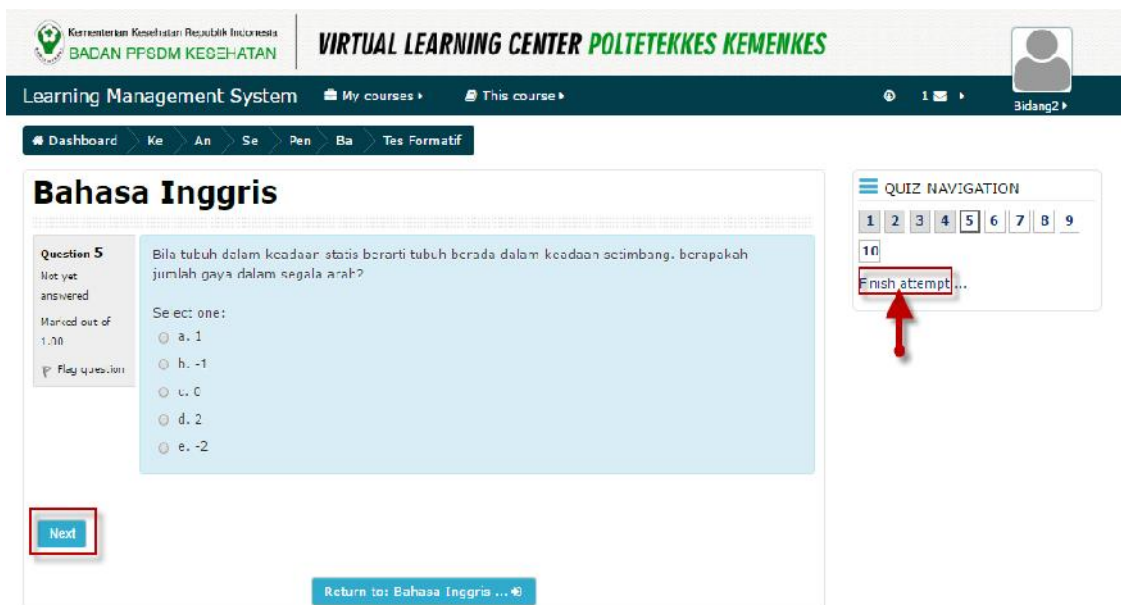 Kementerian Kesehatan Republik Indonesia
BADAN PPSDM KESEHATAN
VIRTUAL LEARNING CENTER POLTETEKKES KEMENKES
Learning Management System My courses This course 1 Bidang2
Dashboard Ke An Se Pen Ba Tes Formatif
Bahasa Inggris
Question 5
Not yet
answered
Marked out of
1.00
Flag question
Bila tubuh dalam keadaan statis berarti tubuh berada dalam keadaan setimbang. berapakah
jumlah gaya dalam segala arah?
Select one:
a. 1
b. -1
c. 0
d. 2
e. -2
Next
Return to: Bahasa Inggris ...
QUIZ NAVIGATION
1 2 3 4 5 6 7 8 9
10
Finish attempt ...